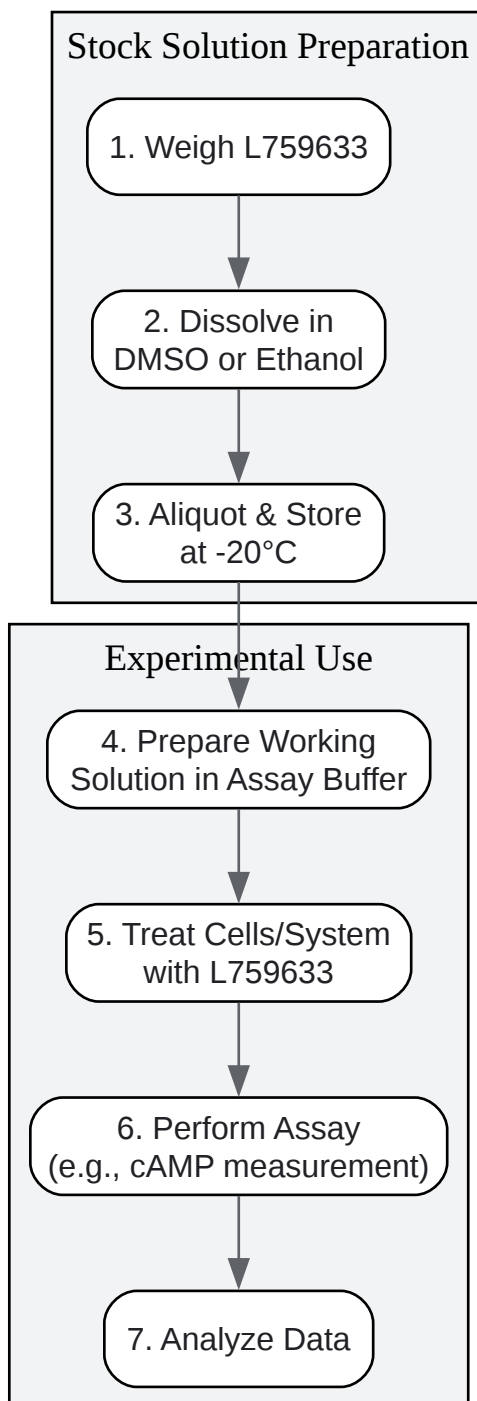 Stock Solution Preparation
1. Weigh L759633
2. Dissolve in
DMSO or Ethanol
3. Aliquot & Store
at -20°C
Experimental Use
4. Prepare Working
Solution in Assay Buffer
5. Treat Cells/System
with L759633
6. Perform Assay
(e.g., cAMP measurement)
7. Analyze Data